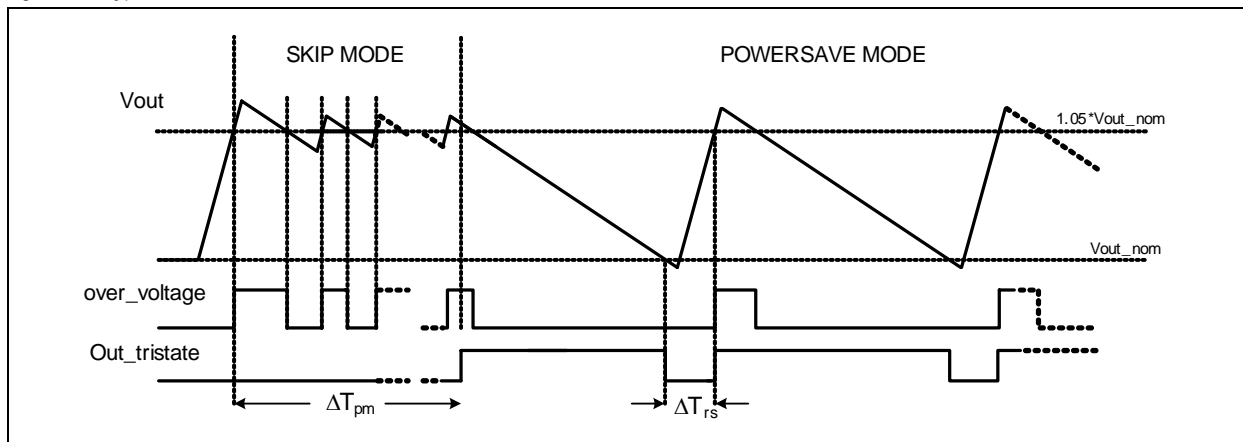 SKIP MODE
POWERSAVE MODE
Vout
1.05*Vout_nom
Vout_nom
over_voltage
Out_tristate
ΔTpm
ΔTrs